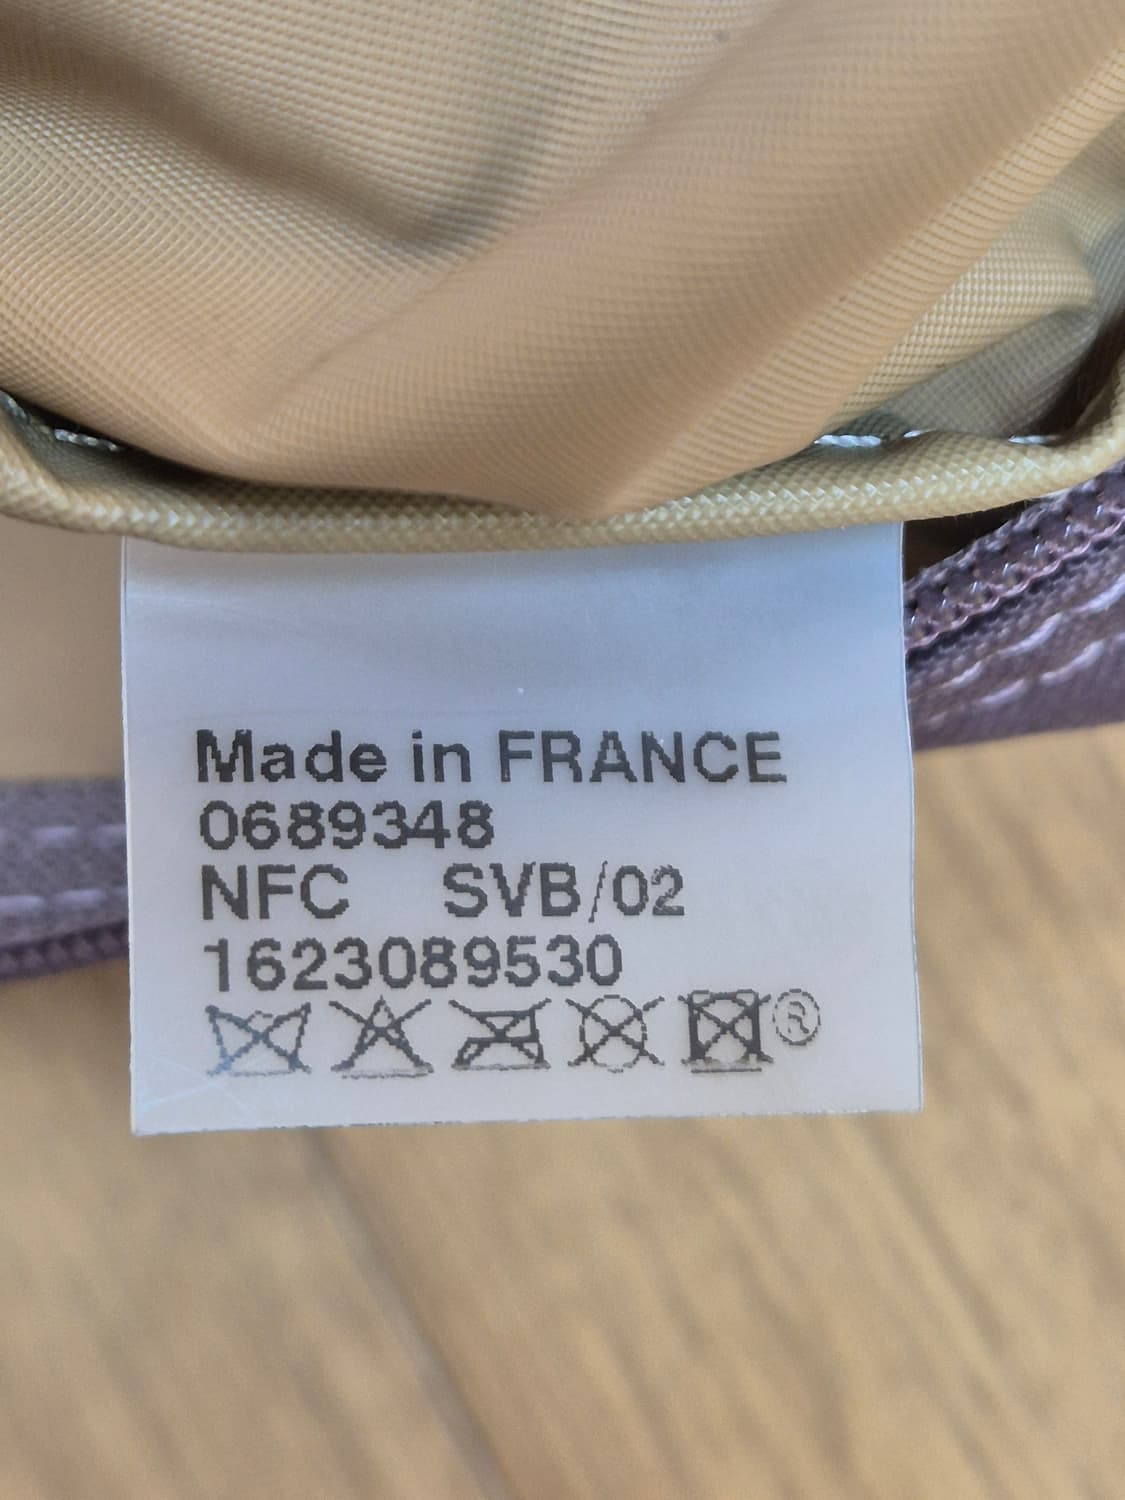 Made in FRANCE
0689348
NFC SVB/02
1623089530
®